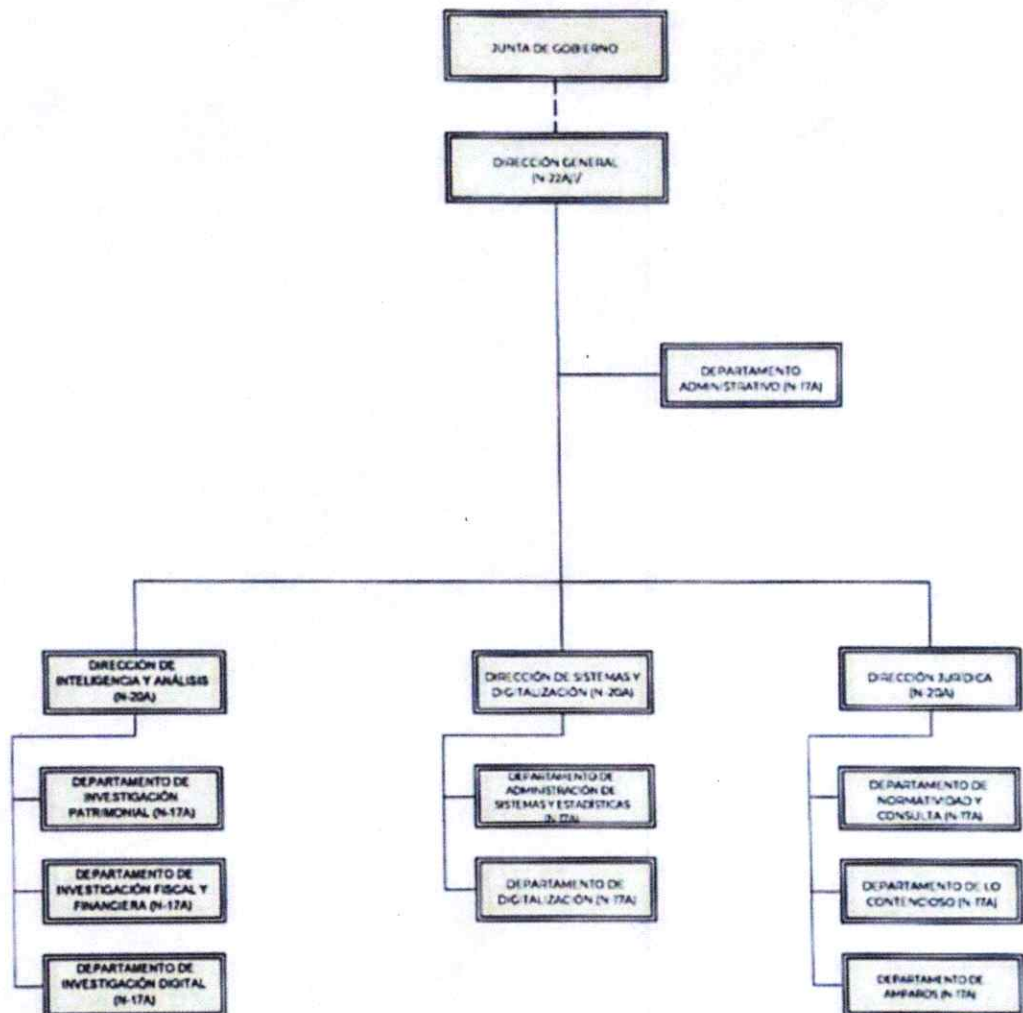 JUNTA DE GOBIERNO
DIRECCIÓN GENERAL
(N-22A)/
DEPARTAMENTO
ADMINISTRATIVO (N-17A)
DIRECCIÓN DE
INTELIGENCIA Y ANÁLISIS
(N-20A)
DEPARTAMENTO DE
INVESTIGACIÓN
PATRIMONIAL (N-17A)
DEPARTAMENTO DE
INVESTIGACIÓN FISCAL Y
FINANCIERA (N-17A)
DEPARTAMENTO DE
INVESTIGACIÓN DIGITAL
(N-17A)
DIRECCIÓN DE SISTEMAS Y
DIGITALIZACIÓN (N-20A)
DEPARTAMENTO DE
ADMINISTRACIÓN DE
SISTEMAS Y ESTADÍSTICAS
(N-17A)
DEPARTAMENTO DE
DIGITALIZACIÓN (N-17A)
DIRECCIÓN JURÍDICA
(N-20A)
DEPARTAMENTO DE
NORMATIVIDAD Y
CONSULTA (N-17A)
DEPARTAMENTO DE LO
CONTENCIOSO (N-17A)
DEPARTAMENTO DE
AMPAROS (N-17A)